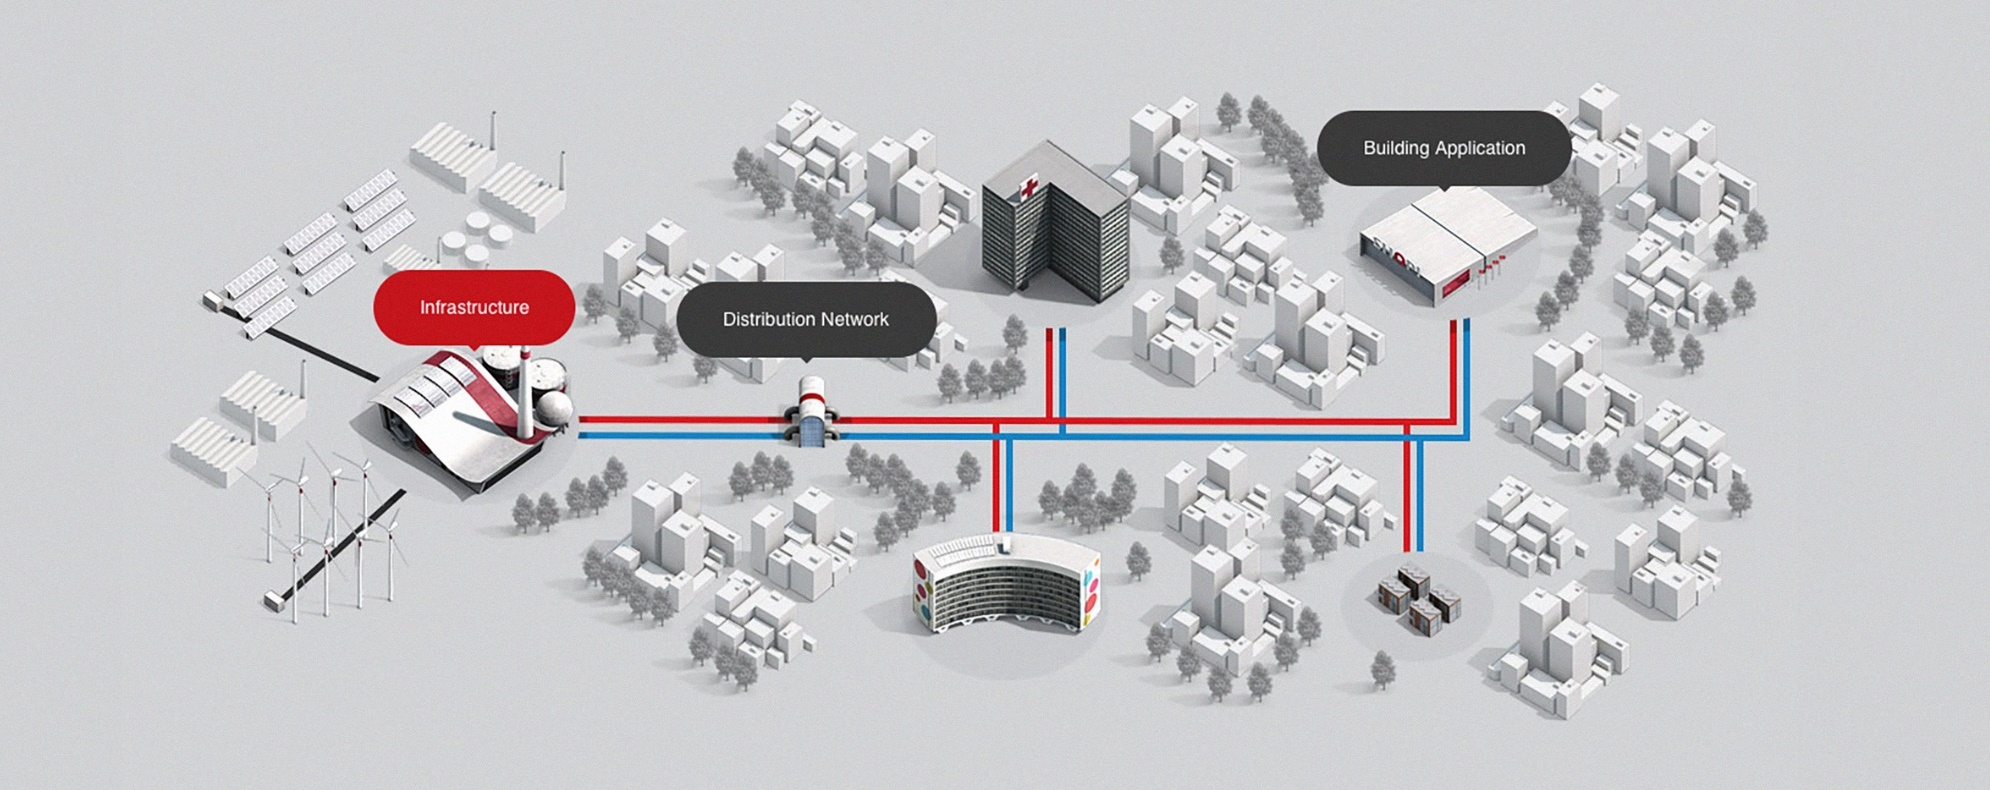 Building Application
Infrastructure
Distribution Network